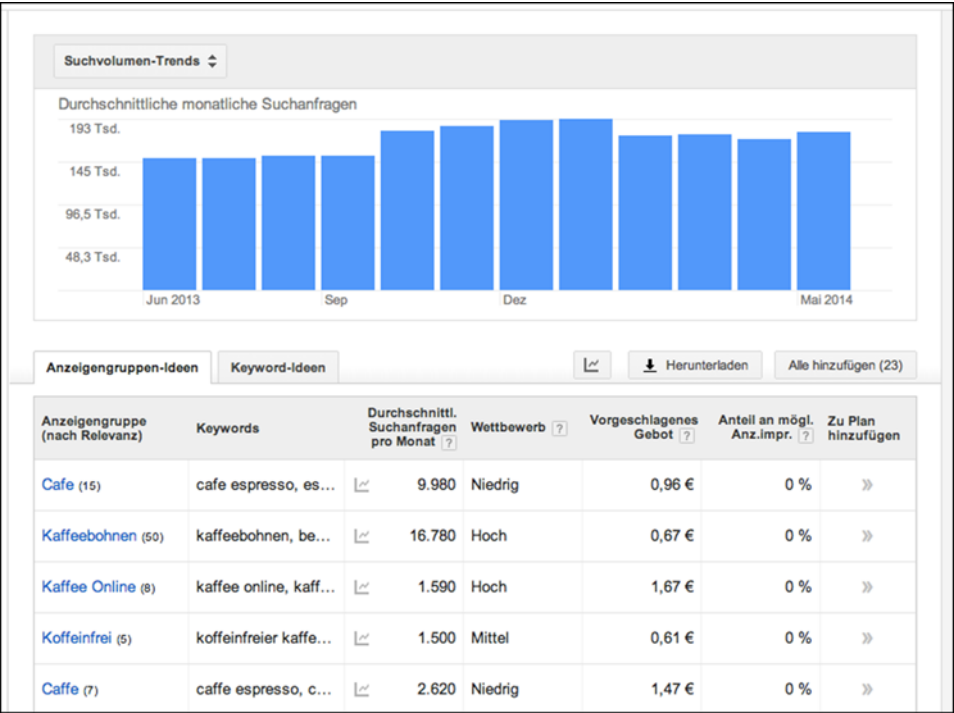 Suchvolumen-Trends
Durchschnittliche monatliche Suchanfragen
193 Tsd.
145 Tsd.
96,5 Tsd.
48,3 Tsd.
Jun 2013 Sep Dez Mai 2014
Anzeigengruppen-Ideen Keyword-Ideen Herunterladen Alle hinzufügen (23)
Anzeigengruppe (nach Relevanz) Keywords Durchschnittl. Suchanfragen pro Monat ? Wettbewerb ? Vorgeschlagenes Gebot ? Anteil an mögl. Anz.impr. ? Zu Plan hinzufügen
Cafe (15) cafe espresso, es... 9.980 Niedrig 0,96 € 0 % »
Kaffeebohnen (50) kaffeebohnen, be... 16.780 Hoch 0,67 € 0 % »
Kaffee Online (8) kaffee online, kaff... 1.590 Hoch 1,67 € 0 % »
Koffeinfrei (5) koffeinfreier kaffe... 1.500 Mittel 0,61 € 0 % »
Caffe (7) caffe espresso, c... 2.620 Niedrig 1,47 € 0 % »